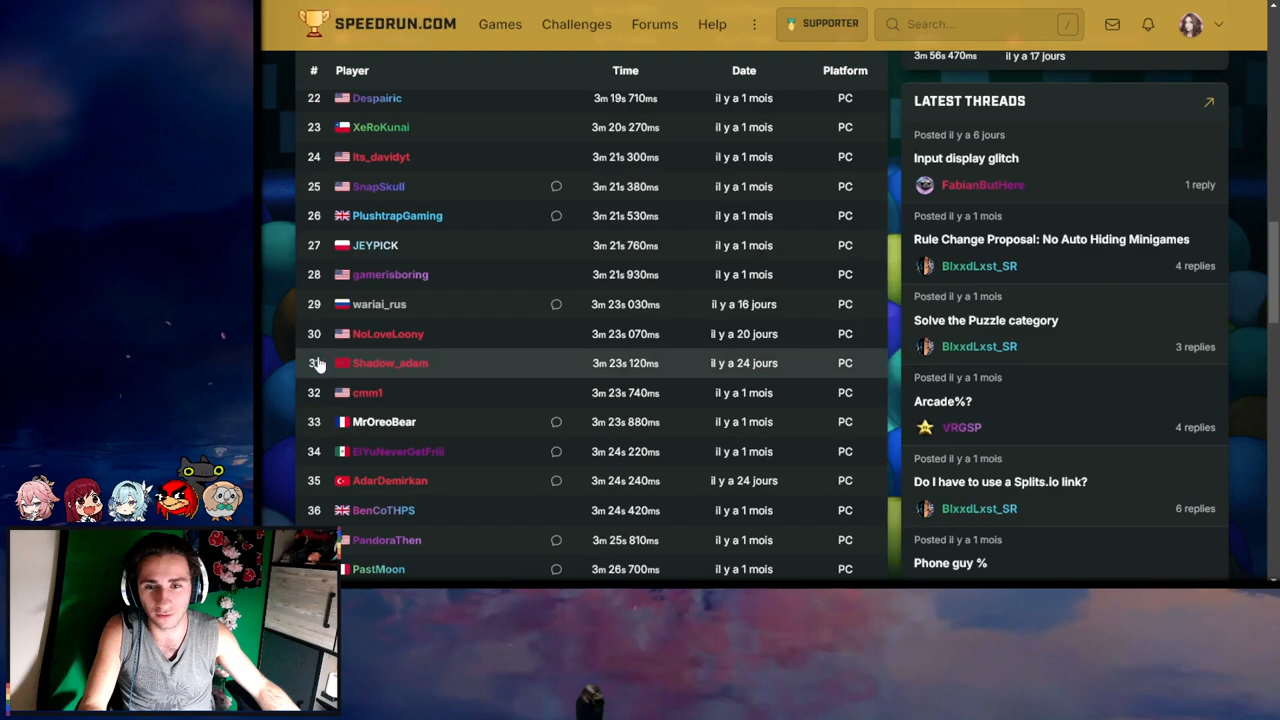 SPEEDRUN.COM Games Challenges Forums Help SUPPORTER Search... /
# Player Time Date Platform
22 Despairic 3m 19s 710ms il y a 1 mois PC
23 XeRoKunai 3m 20s 270ms il y a 1 mois PC
24 Its_davidyt 3m 21s 300ms il y a 1 mois PC
25 SnapSkull 3m 21s 380ms il y a 1 mois PC
26 PlushtrapGaming 3m 21s 530ms il y a 1 mois PC
27 JEYPICK 3m 21s 760ms il y a 1 mois PC
28 gamerisboring 3m 21s 930ms il y a 1 mois PC
29 wariai_rus 3m 23s 030ms il y a 16 jours PC
30 NoLoveLoony 3m 23s 070ms il y a 20 jours PC
Shadow_adam 3m 23s 120ms il y a 24 jours PC
32 cmm1 3m 23s 740ms il y a 1 mois PC
33 MrOreoBear 3m 23s 880ms il y a 1 mois PC
34 ElYuNeverGetFriii 3m 24s 220ms il y a 1 mois PC
35 AdarDemirkan 3m 24s 240ms il y a 24 jours PC
36 BenCoTHPS 3m 24s 420ms il y a 1 mois PC
PandoraThen 3m 25s 810ms il y a 1 mois PC
PastMoon 3m 26s 700ms il y a 1 mois PC
3m 56s 470ms il y a 17 jours
LATEST THREADS
Posted il y a 6 jours
Input display glitch
FabianButHere 1 reply
Posted il y a 1 mois
Rule Change Proposal: No Auto Hiding Minigames
BlxxdLxst_SR 4 replies
Posted il y a 1 mois
Solve the Puzzle category
BlxxdLxst_SR 3 replies
Posted il y a 1 mois
Arcade%?
VRGSP 4 replies
Posted il y a 1 mois
Do I have to use a Splits.io link?
BlxxdLxst_SR 6 replies
Posted il y a 1 mois
Phone guy %